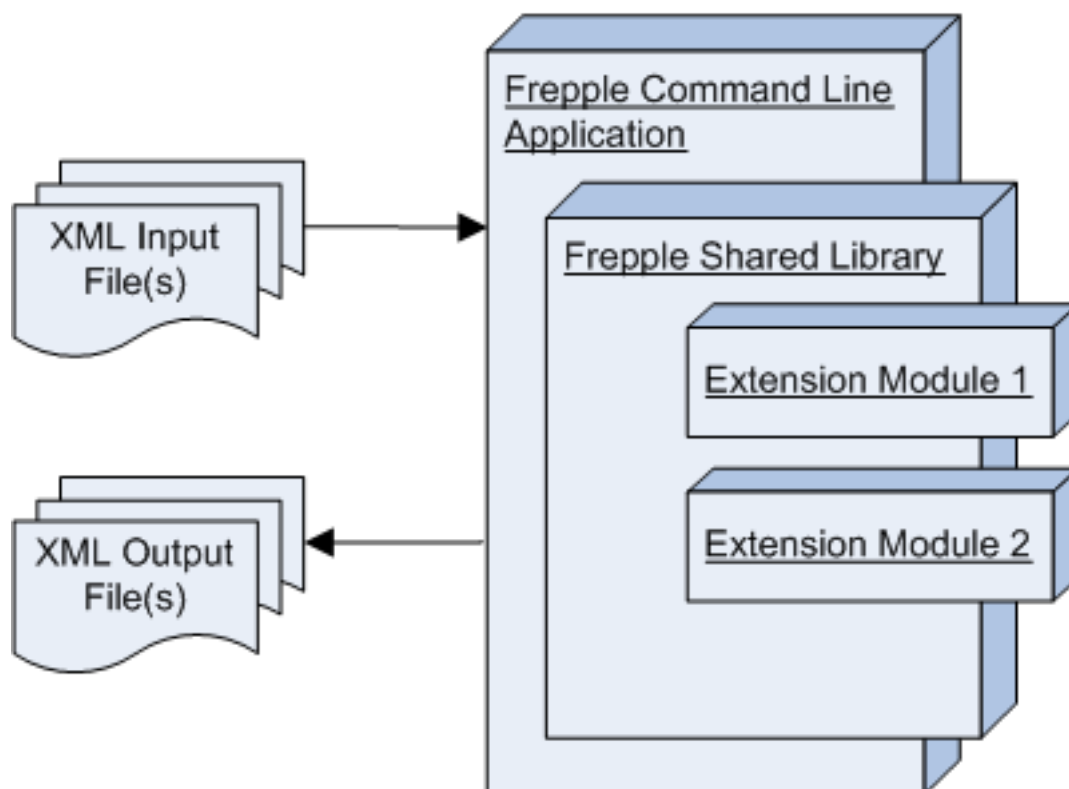 Frepple Command Line
Application
XML Input
File(s)
Frepple Shared Library
Extension Module 1
XML Output
File(s)
Extension Module 2